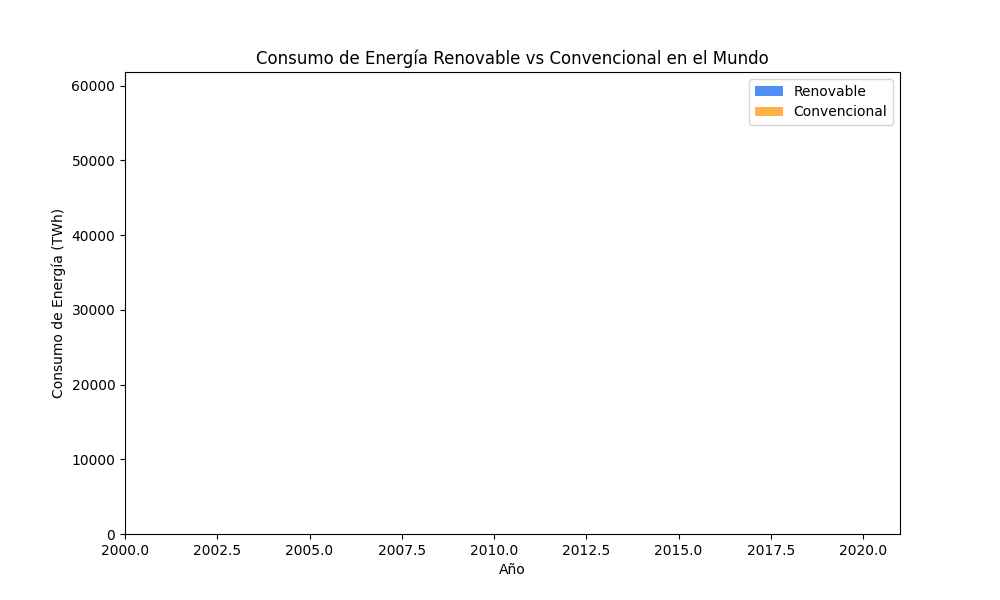 Consumo de Energía Renovable vs Convencional en el Mundo
Renovable
Convencional
60000
50000
40000
30000
20000
10000
0
Consumo de Energía (TWh)
2000.0 2002.5 2005.0 2007.5 2010.0 2012.5 2015.0 2017.5 2020.0
Año